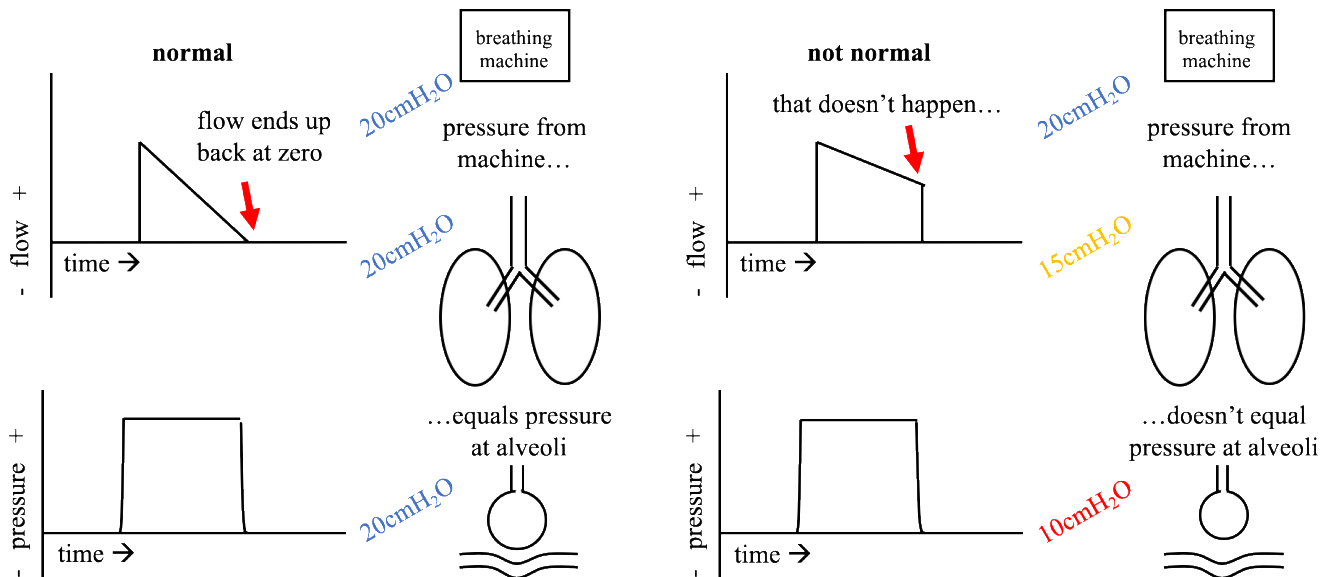 normal
flow ends up
back at zero
- flow +
time →
- pressure +
time →
breathing
machine
20cmH₂O
pressure from
machine…
20cmH₂O
…equals pressure
at alveoli
20cmH₂O
not normal
that doesn’t happen…
- flow +
time →
- pressure +
time →
breathing
machine
20cmH₂O
pressure from
machine…
15cmH₂O
…doesn’t equal
pressure at alveoli
10cmH₂O